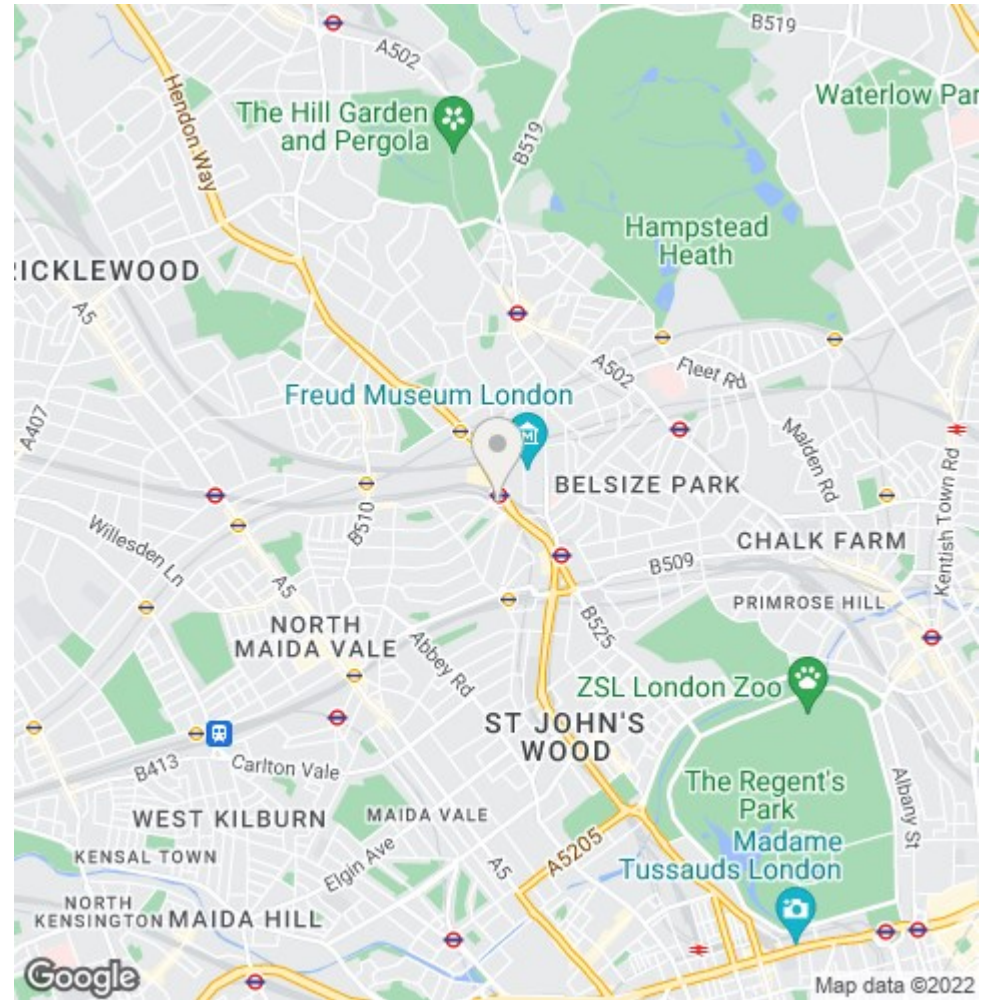 B519
A502
Hendon Way
The Hill Garden
and Pergola
Waterlow Par
B519
Hampstead
Heath
RICKLEWOOD
A5
A502
Fleet Rd
Freud Museum London
A407
Malden Rd
Kentish Town Rd
BELSIZE PARK
B510
Willesden Ln
CHALK FARM
B509
A5
PRIMROSE HILL
B525
NORTH
MAIDA VALE
Abbey Rd
ZSL London Zoo
ST JOHN'S
WOOD
B413
Carlton Vale
The Regent's
Park
Albany St
WEST KILBURN
MAIDA VALE
Madame
Tussauds London
KENSAL TOWN
Elgin Ave
A5
A5205
NORTH
KENSINGTON
MAIDA HILL
Google
Map data ©2022